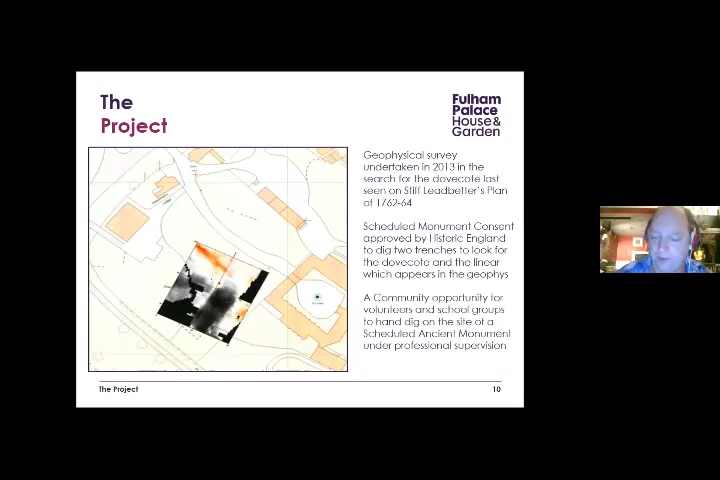 The
Project
Fulham
Palace
House &
Garden
Geophysical survey
undertaken in 2013 in the
search for the dovecote last
seen on Stiff Leadbetter's Plan
of 1762-64
Scheduled Monument Consent
approved by Historic England
to dig two trenches to look for
the dovecote and the linear
which appears in the geophys
A Community opportunity for
volunteers and school groups
to hand dig on the site of a
Scheduled Ancient Monument
under professional supervision
The Project
10